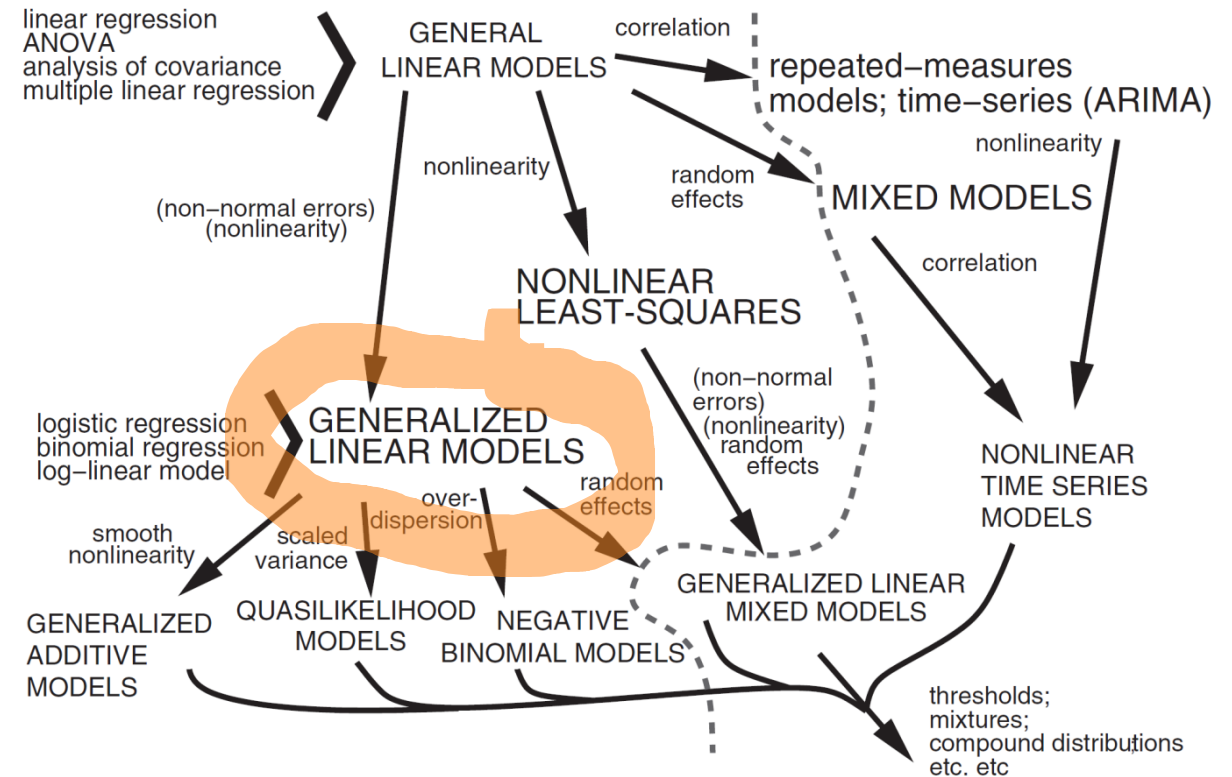 linear regression
ANOVA
analysis of covariance
multiple linear regression
GENERAL
LINEAR MODELS
correlation
repeated−measures
models; time−series (ARIMA)
nonlinearity
nonlinearity
random
effects
MIXED MODELS
(non−normal errors)
(nonlinearity)
correlation
NONLINEAR
LEAST-SQUARES
(non−normal
errors)
(nonlinearity)
random
effects
logistic regression
binomial regression
log−linear model
GENERALIZED
LINEAR MODELS
NONLINEAR
TIME SERIES
MODELS
smooth
nonlinearity
scaled
variance
over-
dispersion
random
effects
GENERALIZED LINEAR
MIXED MODELS
GENERALIZED
ADDITIVE
MODELS
QUASILIKELIHOOD
MODELS
NEGATIVE
BINOMIAL MODELS
thresholds;
mixtures;
compound distributions;
etc. etc